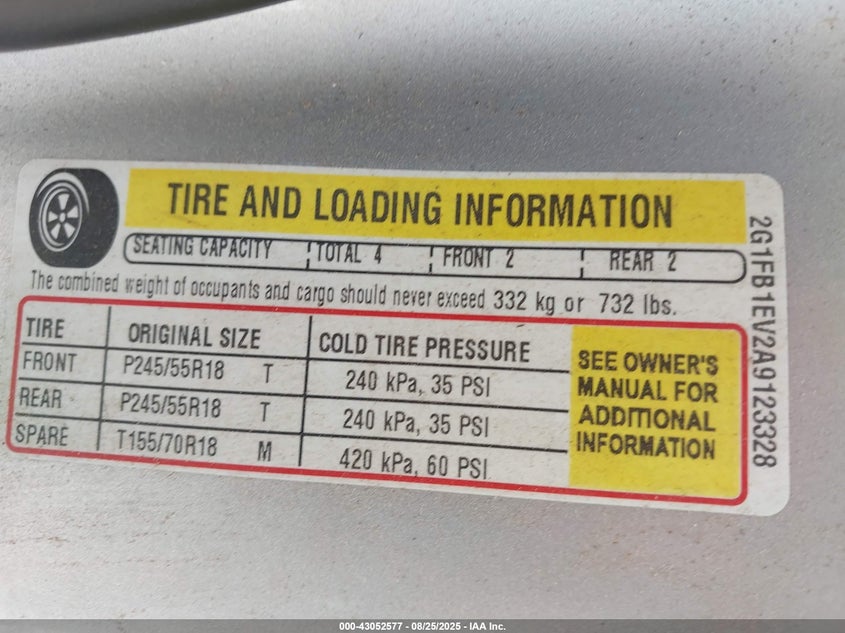 TIRE AND LOADING INFORMATION
SEATING CAPACITY TOTAL 4 FRONT 2 REAR 2
The combined weight of occupants and cargo should never exceed 332 kg or 732 lbs.
TIRE ORIGINAL SIZE COLD TIRE PRESSURE
FRONT P245/55R18 T 240 kPa, 35 PSI
REAR P245/55R18 T 240 kPa, 35 PSI
SPARE T155/70R18 M 420 kPa, 60 PSI
SEE OWNER'S
MANUAL FOR
ADDITIONAL
INFORMATION
2G1FB1EV2A9123328
000-43052577 - 08/25/2025 - IAA Inc.